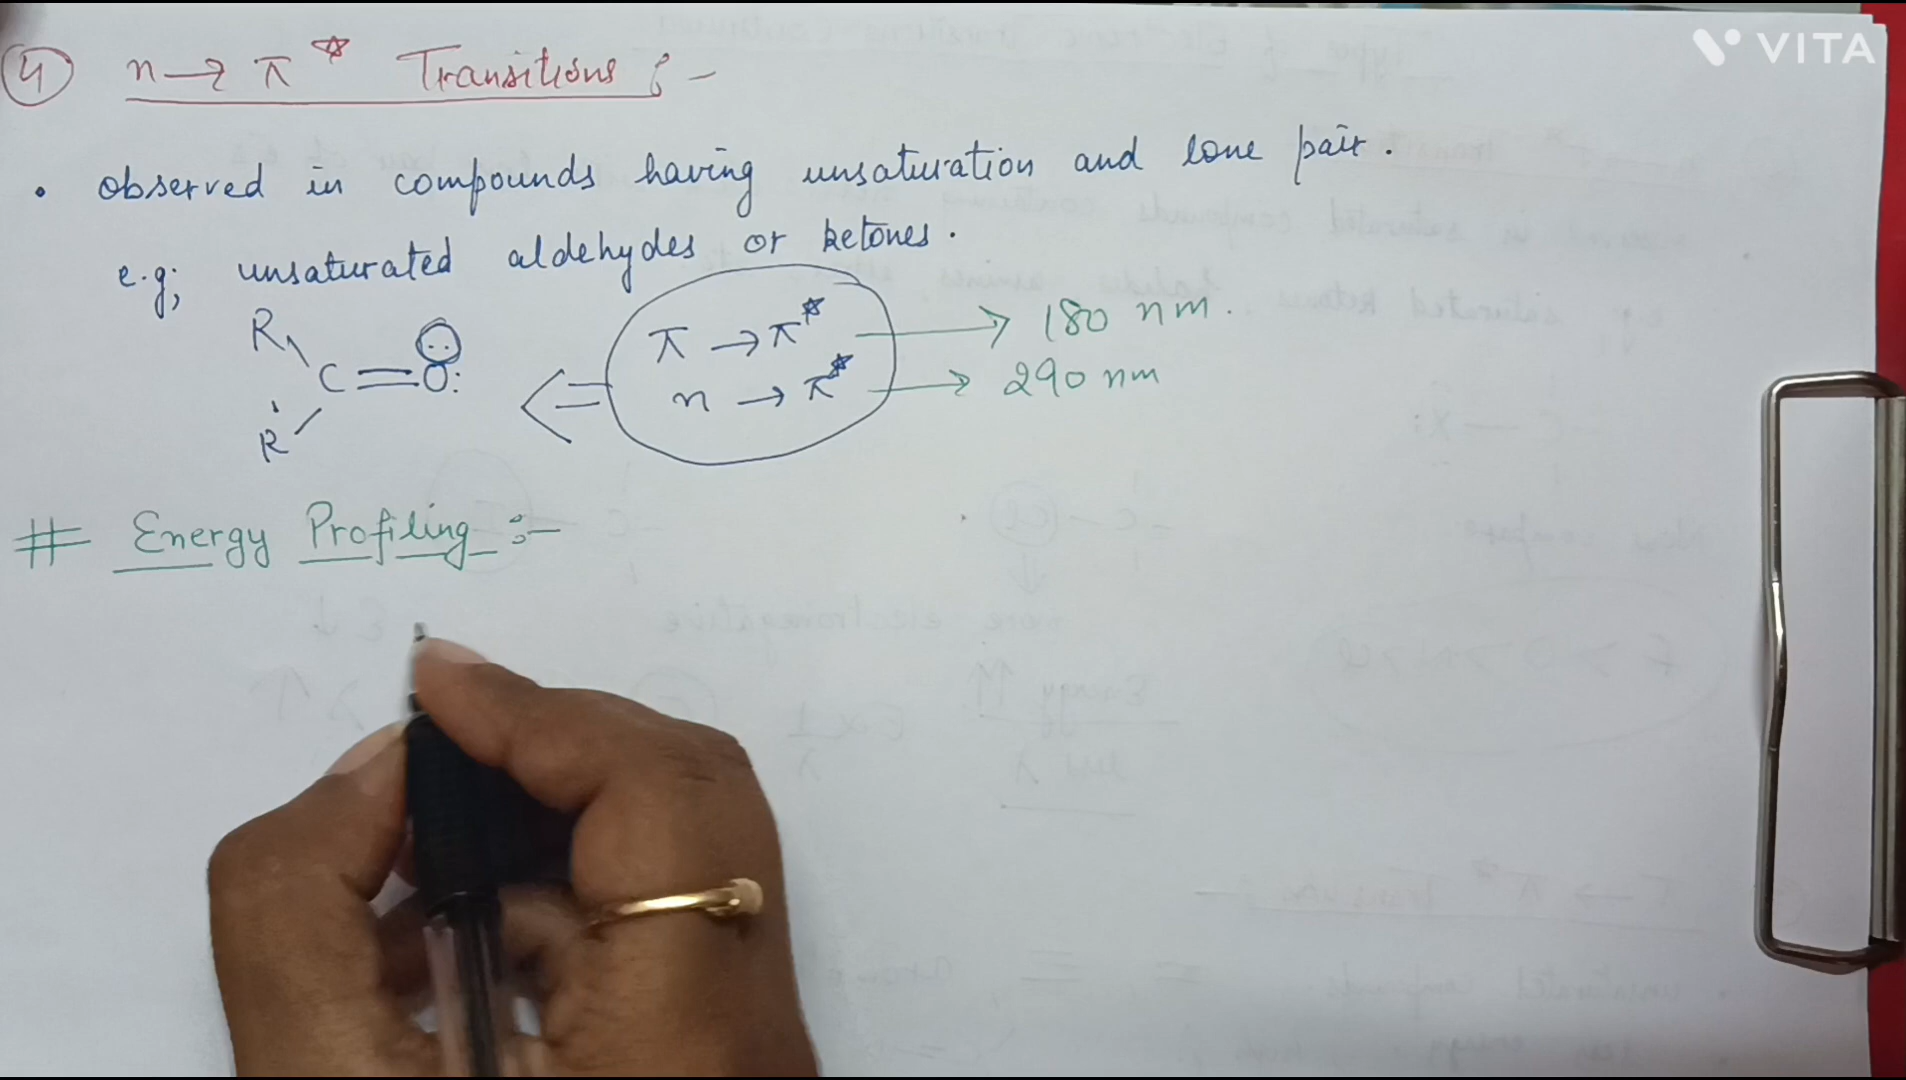 VITA
4 n → π* Transitions :-
• observed in compounds having unsaturation and lone pair.
e.g; unsaturated aldehydes or ketones.
R
C = O:
R
π → π* → 180 nm.
n → π* → 290 nm
# Energy Profiling :-